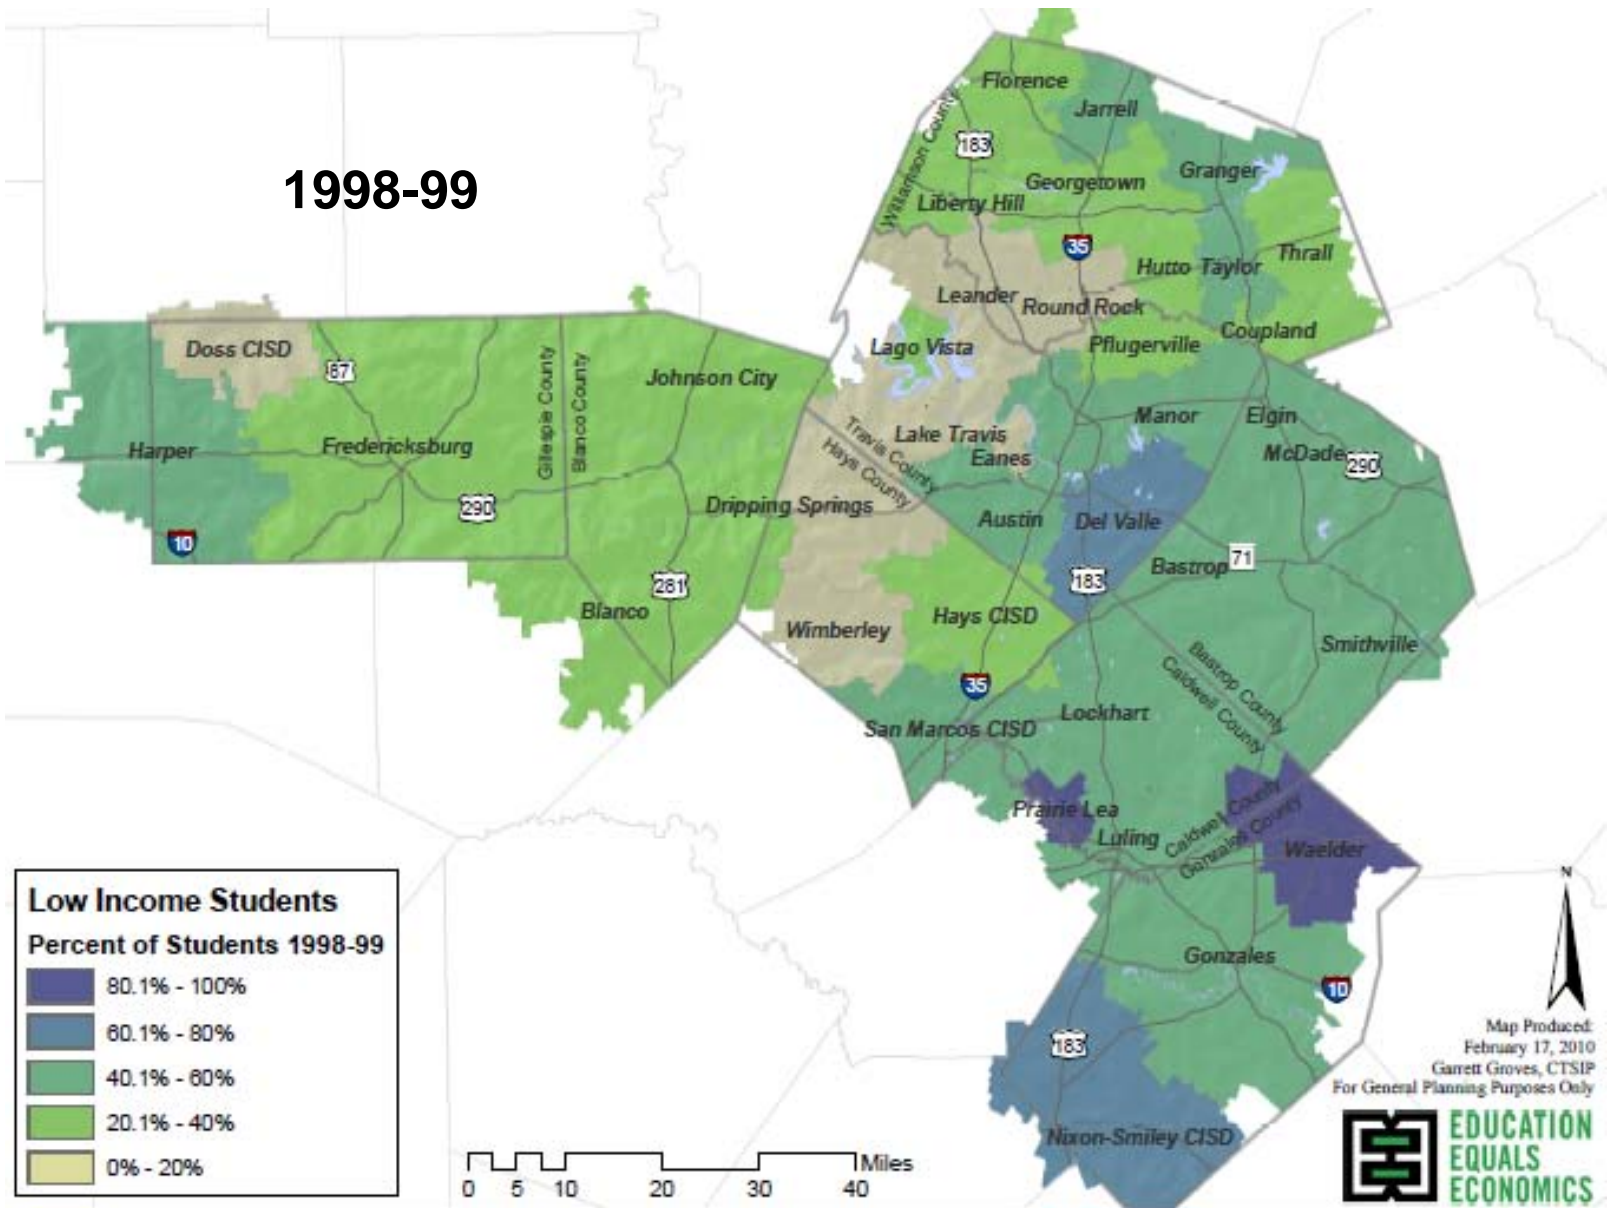 1998-99
Florence
Jarrell
Williamson County
183
Granger
Georgetown
Liberty Hill
35
Hutto
Taylor
Thrall
Leander
Round Rock
Coupland
Pflugerville
Lago Vista
Doss CISD
87
Gillespie County
Blanco County
Johnson City
Manor
Elgin
McDade
290
Harper
Fredericksburg
Travis County
Hays County
Lake Travis
Eanes
290
Dripping Springs
Austin
Del Valle
10
71
Bastrop
183
281
Blanco
Hays CISD
Wimberley
Smithville
Bastrop County
Caldwell County
35
Lockhart
San Marcos CISD
Prairie Lea
Luling
Caldwell County
Gonzales County
Waelder
Gonzales
10
183
Nixon-Smiley CISD
Low Income Students
Percent of Students 1998-99
80.1% - 100%
60.1% - 80%
40.1% - 60%
20.1% - 40%
0% - 20%
Miles
0 5 10 20 30 40
N
Map Produced:
February 17, 2010
Garrett Groves, CTSIP
For General Planning Purposes Only
EDUCATION
EQUALS
ECONOMICS